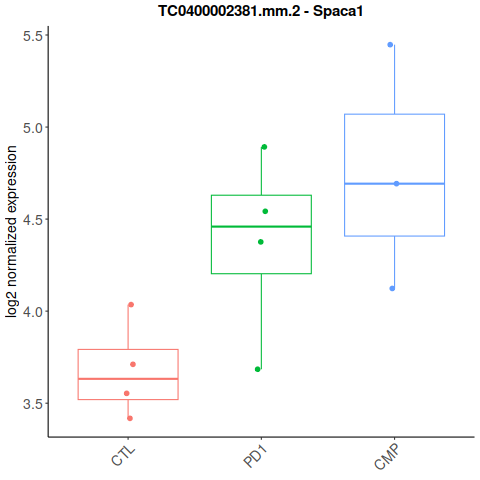 TC0400002381.mm.2 - Spaca1
log2 normalized expression
5.5
5.0
4.5
4.0
3.5
CTL
PD1
CMP